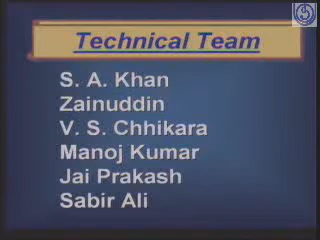 Technical Team
S. A. Khan
Zainuddin
V. S. Chhikara
Manoj Kumar
Jai Prakash
Sabir Ali